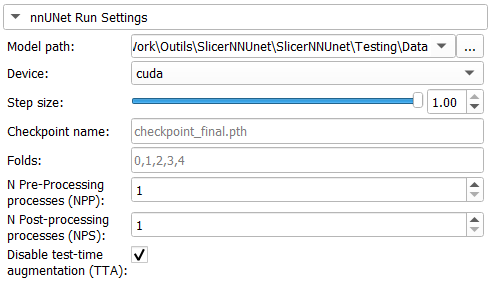 nnUNet Run Settings
Model path: Work\Outils\SlicerNNUnet\SlicerNNUnet\Testing\Data ...
Device: cuda
Step size: 1.00
Checkpoint name: checkpoint_final.pth
Folds: 0,1,2,3,4
N Pre-Processing
processes (NPP): 1
N Post-processing
processes (NPS): 1
Disable test-time
augmentation (TTA):